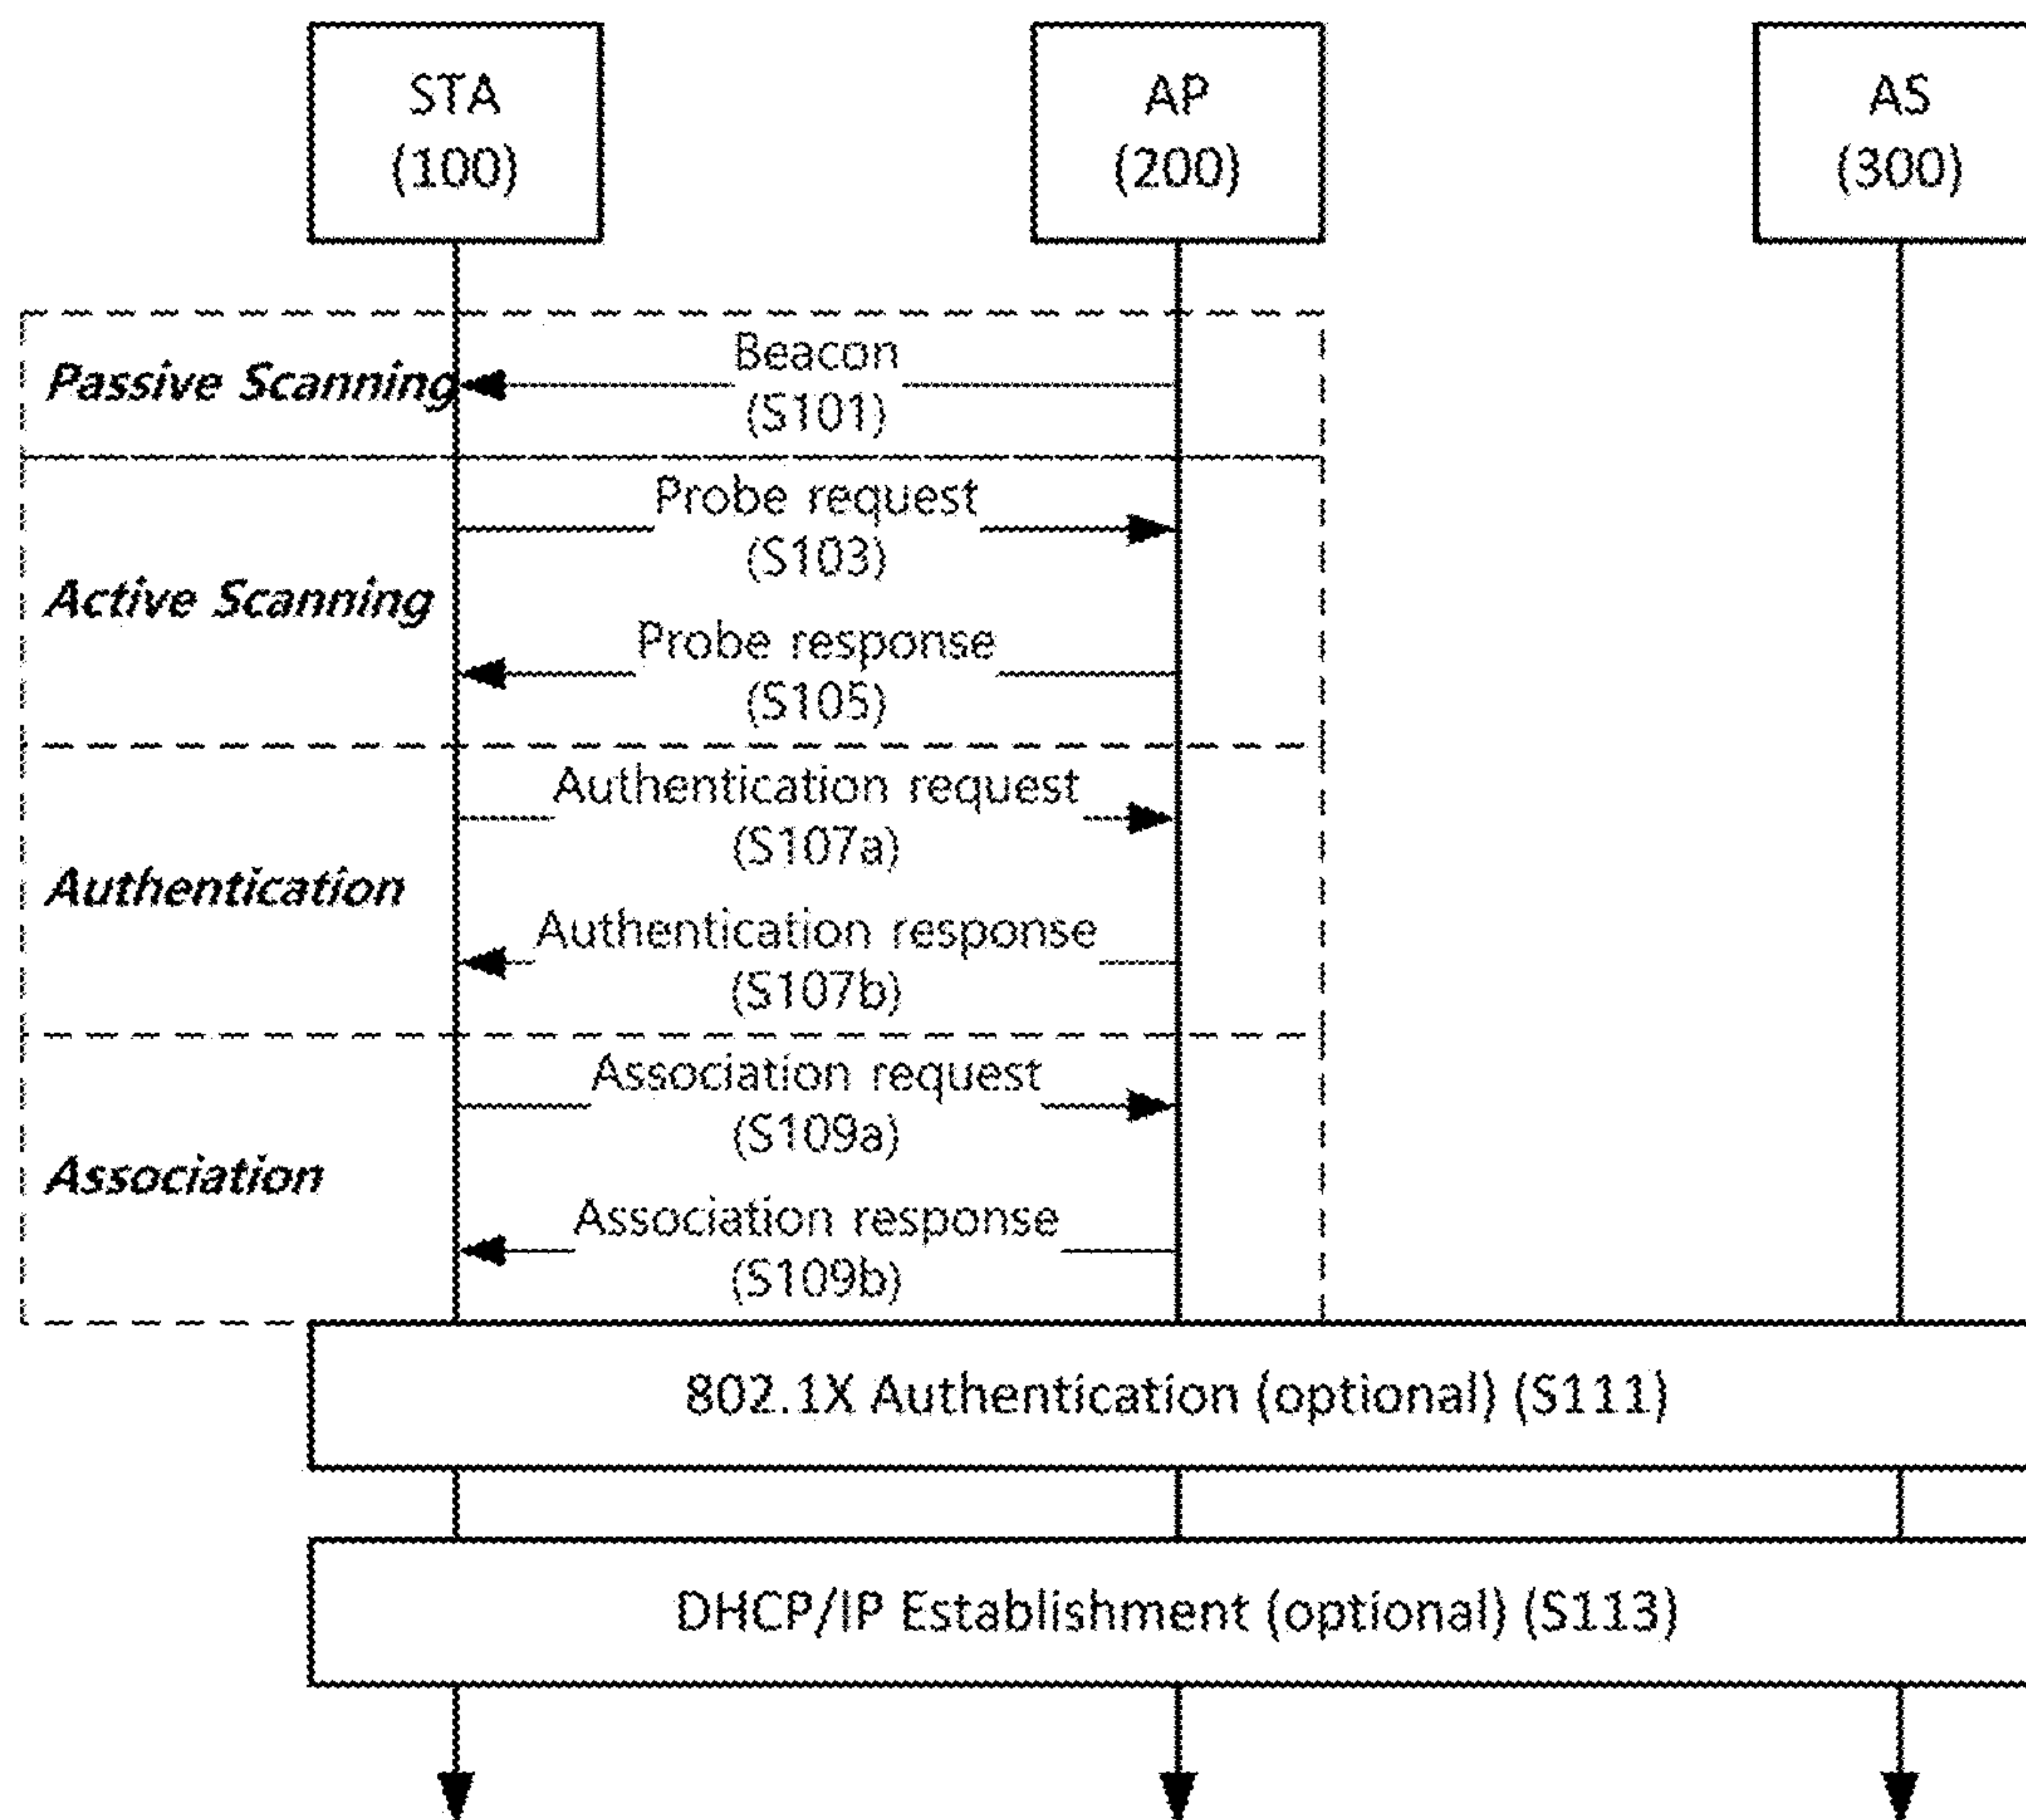 STA
(100)
AP
(200)
AS
(300)
Passive Scanning
Beacon
(S101)
Active Scanning
Probe request
(S103)
Probe response
(S105)
Authentication
Authentication request
(S107a)
Authentication response
(S107b)
Association
Association request
(S109a)
Association response
(S109b)
802.1X Authentication (optional) (S111)
DHCP/IP Establishment (optional) (S113)